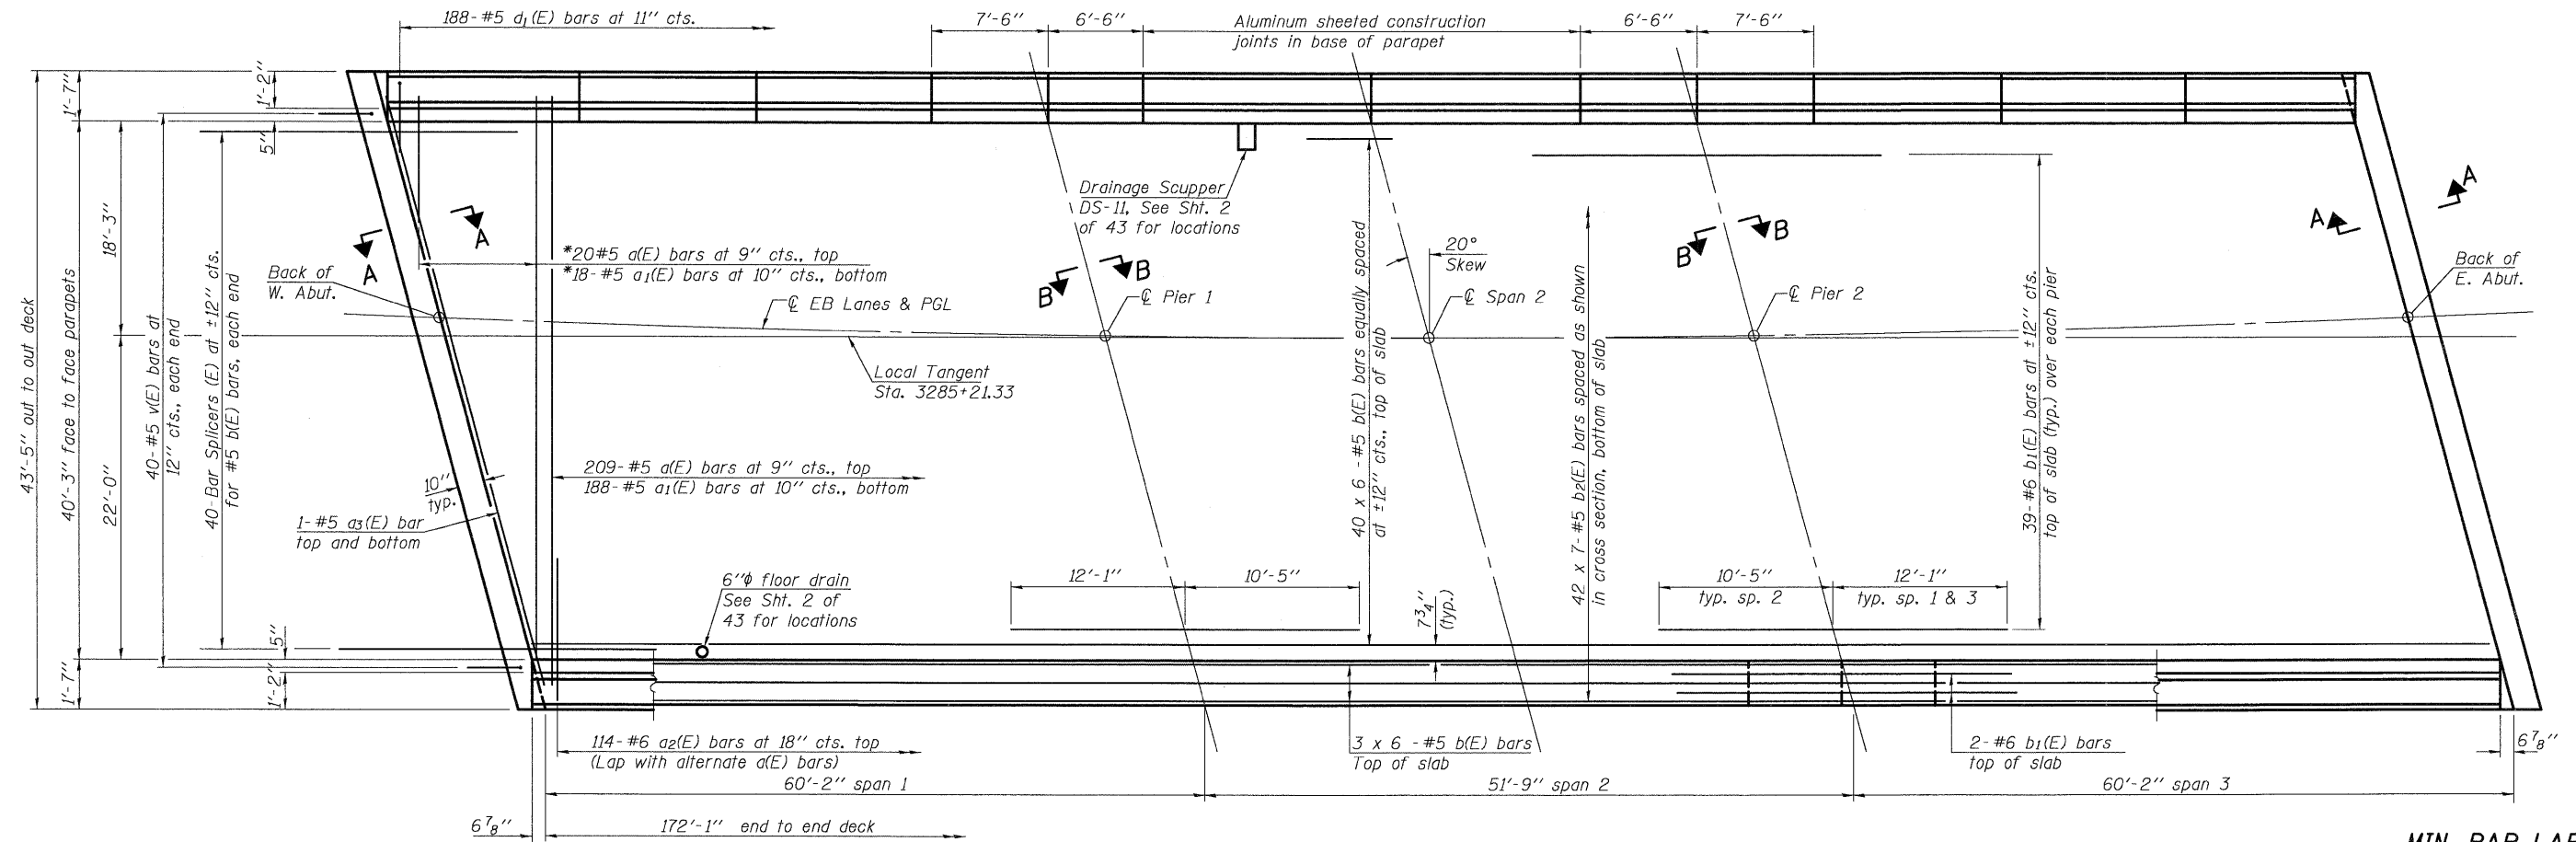 188-#5 d₁(E) bars at 11" cts.
7'-6"
6'-6"
Aluminum sheeted construction
joints in base of parapet
6'-6"
7'-6"
43'-5" out to out deck
1'-7"
40'-3" face to face parapets
1'-7"
18'-3"
22'-0"
40-#5 v(E) bars at
12" cts., each end
40-Bar Splicers (E) at ±12" cts.
for #5 b(E) bars, each end
1'-2"
5"
5"
1'-2"
A
A
Back of
W. Abut.
*20#5 a(E) bars at 9" cts., top
*18-#5 a₁(E) bars at 10" cts., bottom
℄ EB Lanes & PGL
Local Tangent
Sta. 3285+21.33
Drainage Scupper
DS-11, See Sht. 2
of 43 for locations
B
B
℄ Pier 1
20°
Skew
℄ Span 2
B
B
℄ Pier 2
A
A
Back of
E. Abut.
40 x 6 -#5 b(E) bars equally spaced
at ±12" cts., top of slab
42 x 7-#5 b₂(E) bars spaced as shown
in cross section, bottom of slab
39-#6 b₁(E) bars at ±12" cts.
top of slab (typ.) over each pier
209-#5 a(E) bars at 9" cts., top
188-#5 a₁(E) bars at 10" cts., bottom
10"
typ.
1-#5 a₃(E) bar
top and bottom
6"ϕ floor drain
See Sht. 2 of
43 for locations
12'-1"
10'-5"
7¾"
(typ.)
10'-5"
typ. sp. 2
12'-1"
typ. sp. 1 & 3
114-#6 a₂(E) bars at 18" cts. top
(Lap with alternate a(E) bars)
3 x 6 -#5 b(E) bars
Top of slab
2-#6 b₁(E) bars
top of slab
6⅞"
60'-2" span 1
51'-9" span 2
60'-2" span 3
6⅞"
172'-1" end to end deck
MIN. BAR LAP